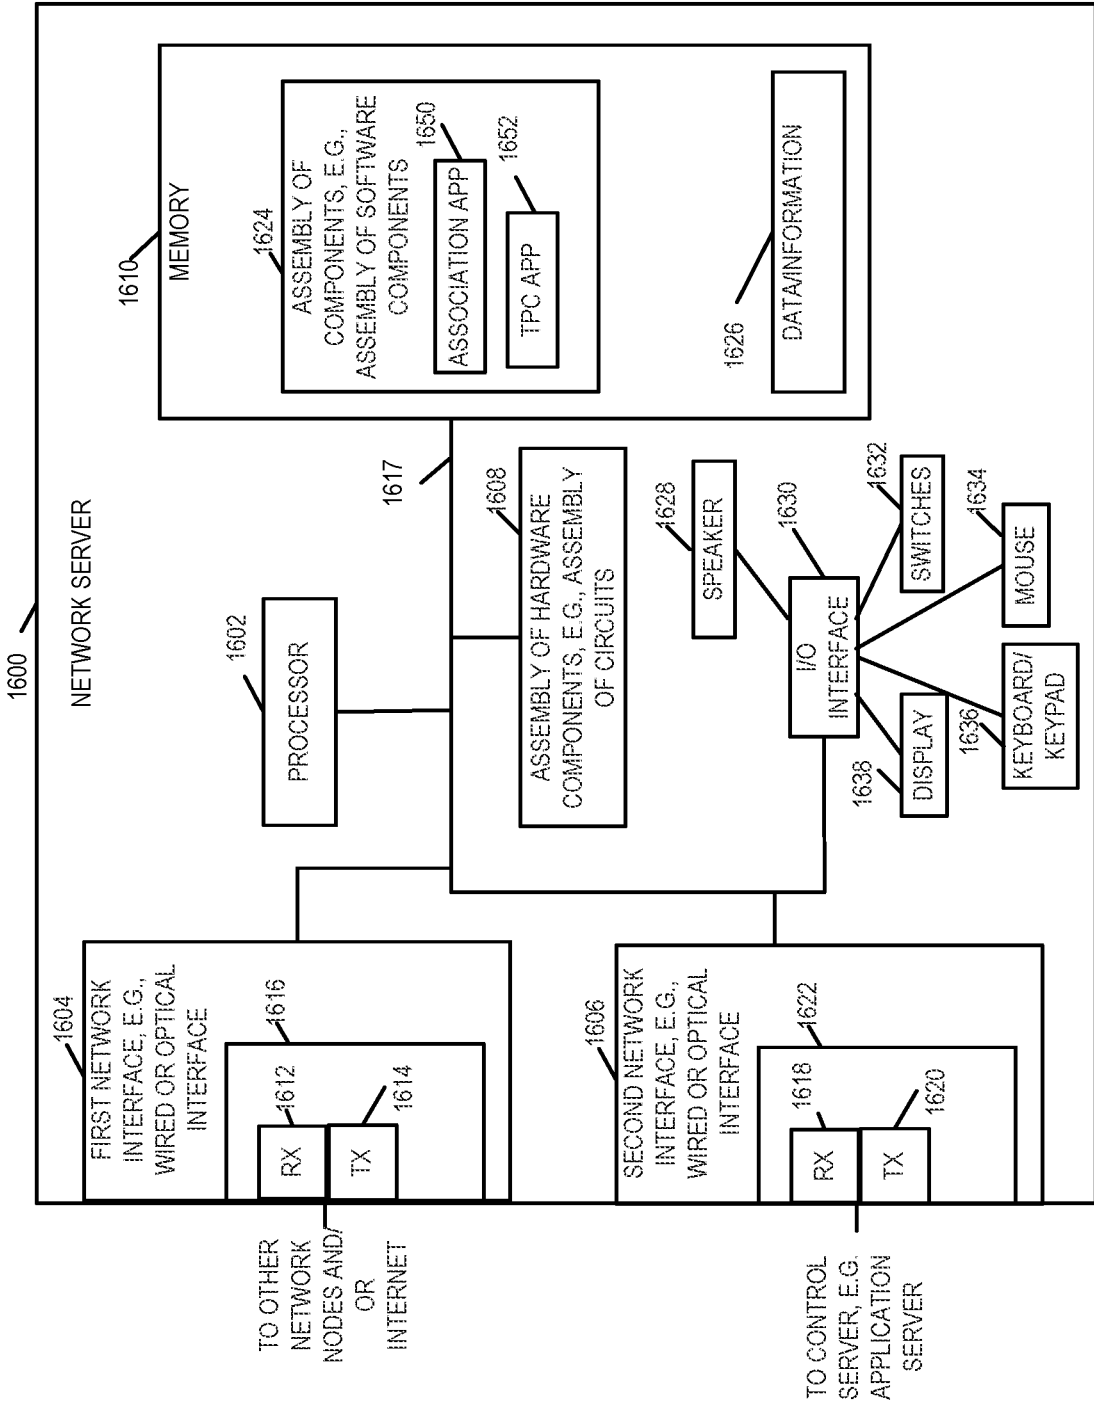 1600
NETWORK SERVER
1604
FIRST NETWORK
INTERFACE, E.G.,
WIRED OR OPTICAL
INTERFACE
1616
1612
RX
1614
TX
TO OTHER
NETWORK
NODES AND/
OR
INTERNET
1606
SECOND NETWORK
INTERFACE, E.G.,
WIRED OR OPTICAL
INTERFACE
1622
1618
RX
1620
TX
TO CONTROL
SERVER, E.G.
APPLICATION
SERVER
1602
PROCESSOR
1617
1608
ASSEMBLY OF HARDWARE
COMPONENTS, E.G., ASSEMBLY
OF CIRCUITS
1628
SPEAKER
1630
I/O
INTERFACE
1632
SWITCHES
1634
MOUSE
1638
DISPLAY
1636
KEYBOARD/
KEYPAD
1610
MEMORY
1624
ASSEMBLY OF
COMPONENTS, E.G.,
ASSEMBLY OF SOFTWARE
COMPONENTS
1650
ASSOCIATION APP
1652
TPC APP
1626
DATA/INFORMATION